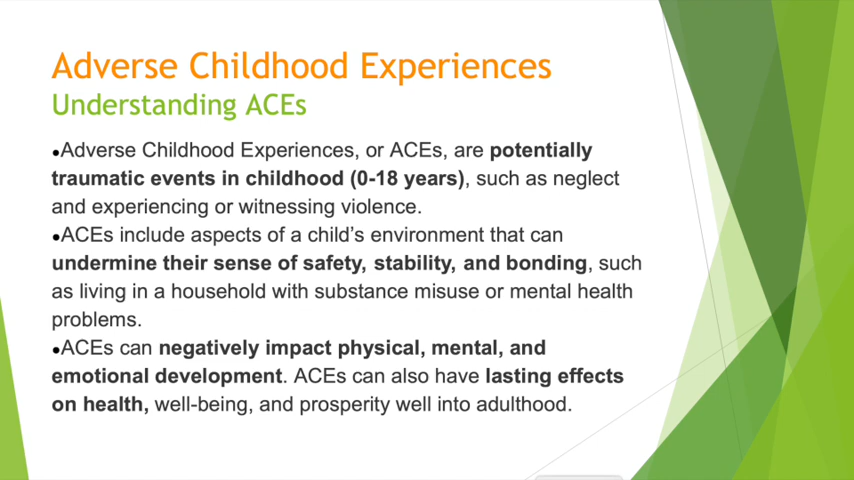 Adverse Childhood Experiences
Understanding ACEs
•Adverse Childhood Experiences, or ACEs, are potentially
traumatic events in childhood (0-18 years), such as neglect
and experiencing or witnessing violence.
•ACEs include aspects of a child's environment that can
undermine their sense of safety, stability, and bonding, such
as living in a household with substance misuse or mental health
problems.
•ACEs can negatively impact physical, mental, and
emotional development. ACEs can also have lasting effects
on health, well-being, and prosperity well into adulthood.